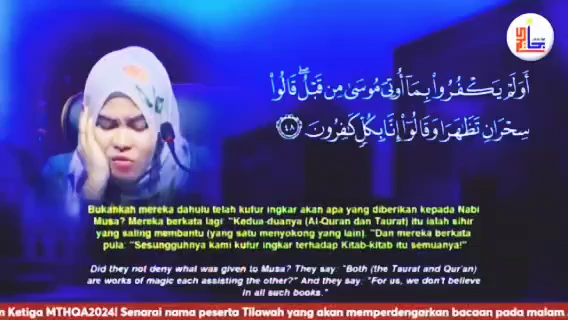 أَوَلَمْ يَكْفُرُوا۟ بِمَآ أُوتِىَ مُوسَىٰ مِن قَبْلُ ۖ قَالُوا۟
سِحْرَانِ تَظَٰهَرَا وَقَالُوٓا۟ إِنَّا بِكُلٍّ كَٰفِرُونَ ٤٨
Bukankah mereka dahulu telah kufur ingkar akan apa yang diberikan kepada Nabi
Musa? Mereka berkata lagi: "Kedua-duanya (Al-Quran dan Taurat) itu ialah sihir
yang saling membantu (yang satu menyokong yang lain). "Dan mereka berkata
pula: "Sesungguhnya kami kufur ingkar terhadap Kitab-kitab itu semuanya!"
Did they not deny what was given to Musa? They say: "Both (the Taurat and Qur'an)
are works of magic each assisting the other?" And they say: "For us, we don't believe
in all such books."
n Ketiga MTHQA2024! Senarai nama peserta Tilawah yang akan memperdengarkan bacaan pada malam